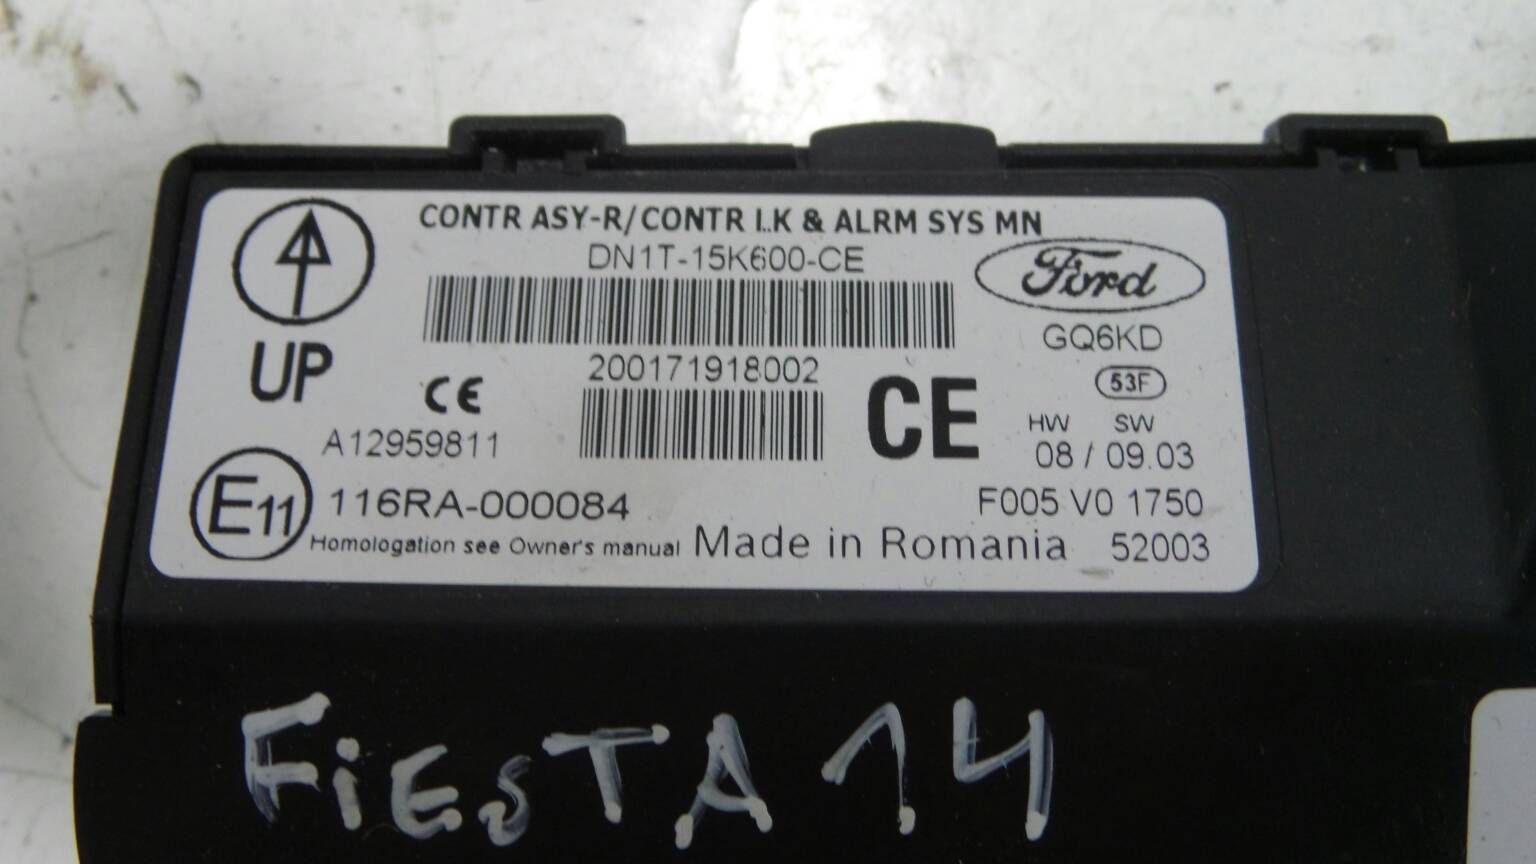 CONTR ASY-R/CONTR LK & ALRM SYS MN
DN1T-15K600-CE
Ford
GQ6KD
UP
200171918002
53F
CE
CE
HW SW
A12959811
08 / 09.03
E11
116RA-000084
F005 V0 1750
Homologation see Owner's manual
Made in Romania
52003
FiESTA 14